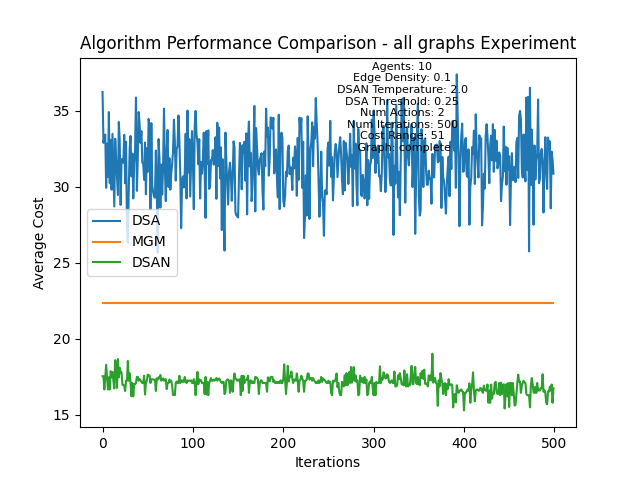 Algorithm Performance Comparison - all graphs Experiment
Agents: 10
Edge Density: 0.1
DSAN Temperature: 2.0
DSA Threshold: 0.25
Num Actions: 2
Num Iterations: 500
Cost Range: 51
Graph: complete
35
30
25
20
15
Average Cost
DSA
MGM
DSAN
0
100
200
300
400
500
Iterations